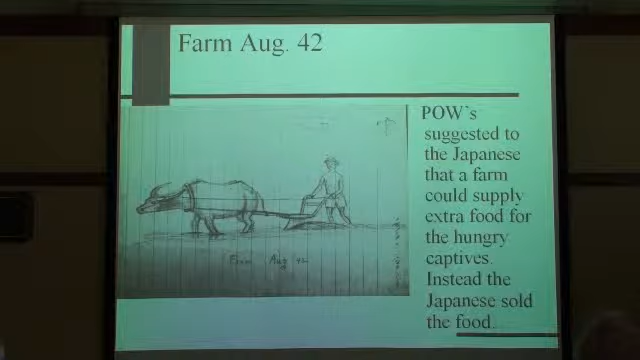 Farm Aug. 42
POW`s
suggested to
the Japanese
that a farm
could supply
extra food for
the hungry
captives.
Instead the
Japanese sold
the food.
Aug 42